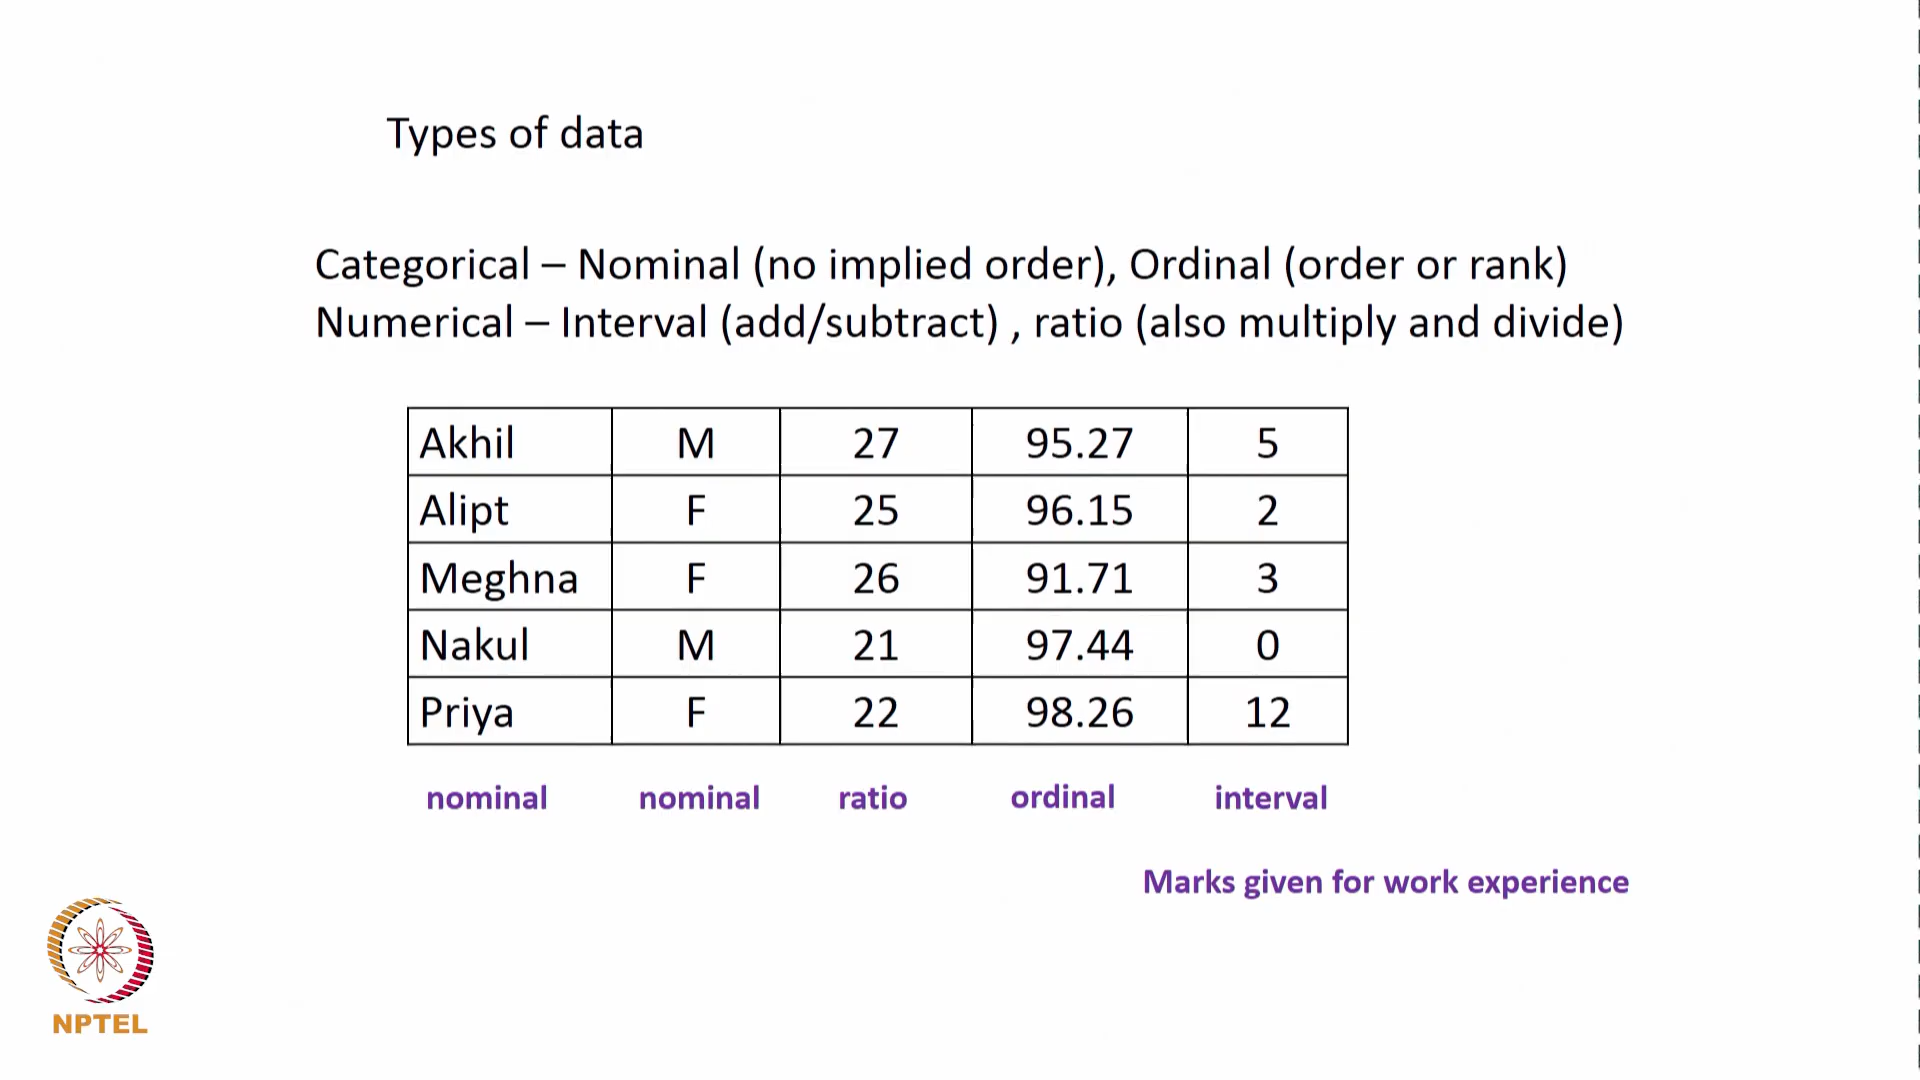 Types of data
Categorical – Nominal (no implied order), Ordinal (order or rank)
Numerical – Interval (add/subtract) , ratio (also multiply and divide)
Akhil M 27 95.27 5
Alipt F 25 96.15 2
Meghna F 26 91.71 3
Nakul M 21 97.44 0
Priya F 22 98.26 12
nominal nominal ratio ordinal interval
Marks given for work experience
NPTEL